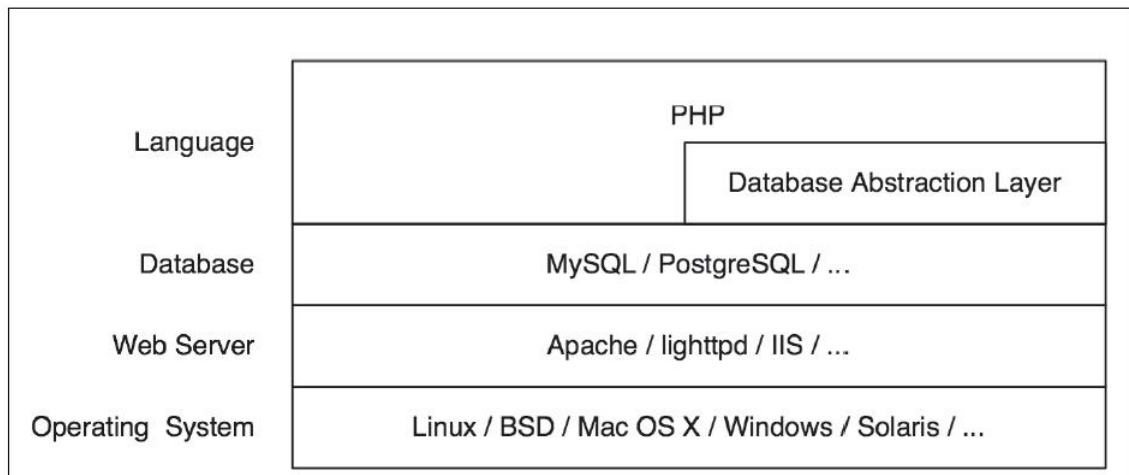 PHP
Language
Database Abstraction Layer
Database MySQL / PostgreSQL / ...
Web Server Apache / lighttpd / IIS / ...
Operating System Linux / BSD / Mac OS X / Windows / Solaris / ...